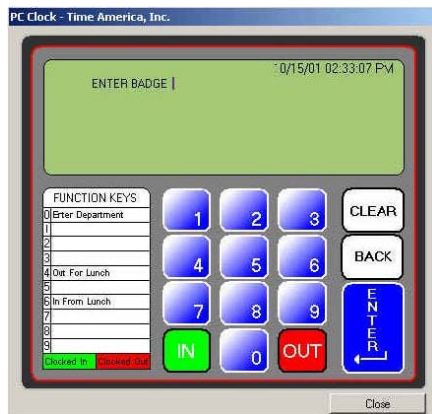 PC Clock - Time America, Inc.
10/15/01 02:33:07 PM
ENTER BADGE
FUNCTION KEYS
0 Enter Department
1
2
3
4 Out For Lunch
5
6 In From Lunch
7
8
9
Clocked In Clocked Out
1 2 3 CLEAR
4 5 6 BACK
7 8 9 ENTER
IN 0 OUT
Close